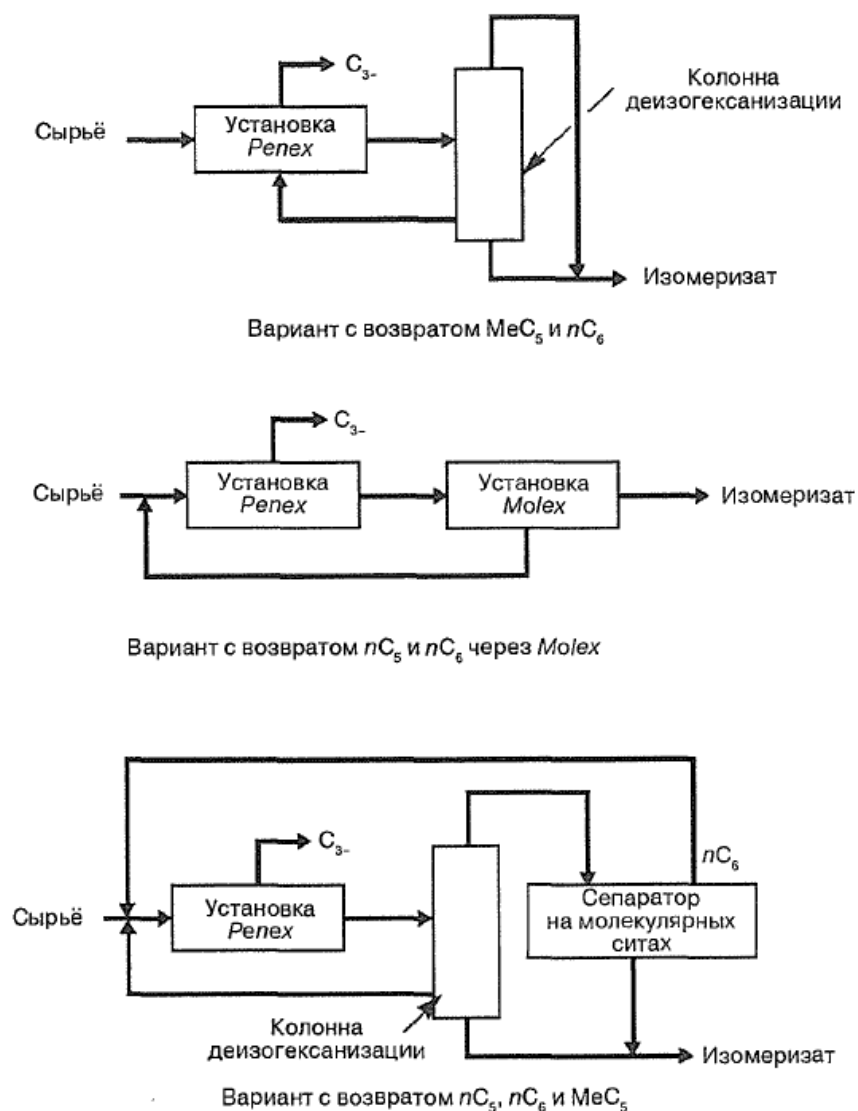 C₃₋
Колонна
деизогексанизации
Сырьё
Установка
Penex
Изомеризат
Вариант с возвратом MeC₅ и nC₆
C₃₋
Сырьё
Установка
Penex
Установка
Molex
Изомеризат
Вариант с возвратом nC₅ и nC₆ через Molex
C₃₋
nC₆
Сырьё
Установка
Penex
Сепаратор
на молекулярных
ситах
Колонна
деизогексанизации
Изомеризат
Вариант с возвратом nC₅, nC₆ и MeC₅